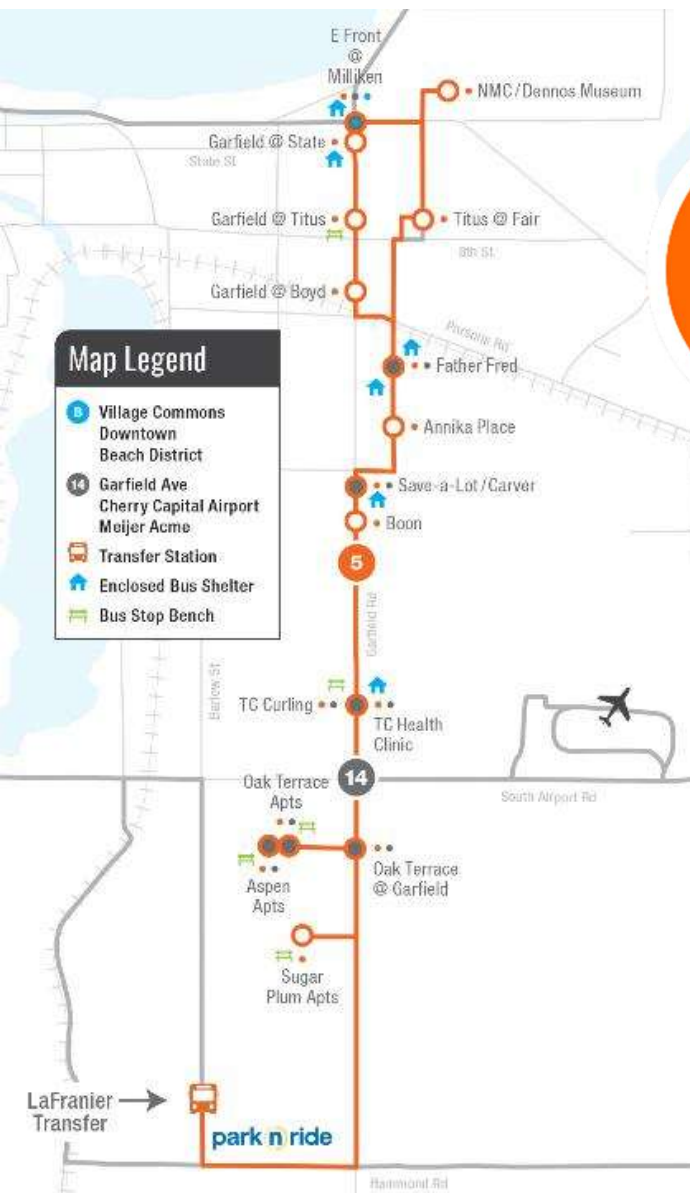 E Front
@
Milliken
NMC/Dennos Museum
Garfield @ State
State St
Garfield @ Titus
Titus @ Fair
8th St
Garfield @ Boyd
Parsons Rd
Map Legend
B Village Commons
Downtown
Beach District
14 Garfield Ave
Cherry Capital Airport
Meijer Acme
Transfer Station
Enclosed Bus Shelter
Bus Stop Bench
Father Fred
Annika Place
Save-a-Lot/Carver
Boon
5
Garfield Rd
Barlow St
TC Curling
TC Health
Clinic
14
South Airport Rd
Oak Terrace
Apts
Aspen
Apts
Oak Terrace
@ Garfield
Sugar
Plum Apts
LaFranier
Transfer
park n ride
Hammond Rd